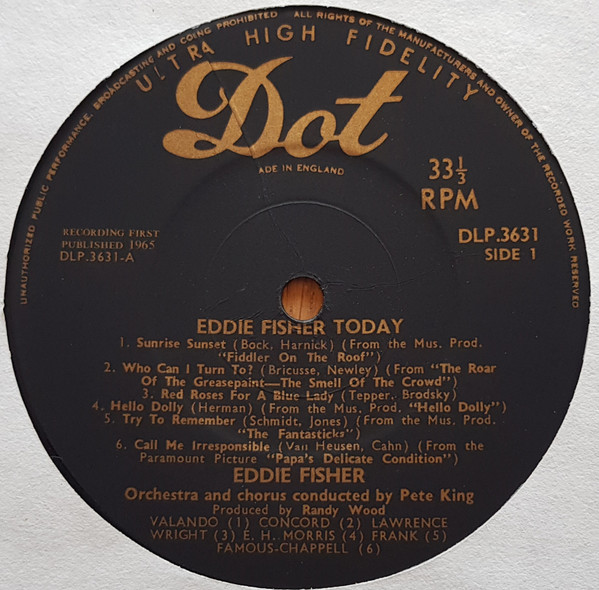 UNAUTHORIZED PUBLIC PERFORMANCE, BROADCASTING AND COPYING PROHIBITED ALL RIGHTS OF THE MANUFACTURERS AND OWNER OF THE RECORDED WORK RESERVED
ULTRA HIGH FIDELITY
Dot
ADE IN ENGLAND
33⅓
RPM
RECORDING FIRST
PUBLISHED 1965
DLP.3631-A
DLP.3631
SIDE 1
EDDIE FISHER TODAY
1. Sunrise Sunset (Bock, Harnick) (From the Mus. Prod.
"Fiddler On The Roof")
2. Who Can I Turn To? (Bricusse, Newley) (From "The Roar
Of The Greasepaint—The Smell Of The Crowd")
3. Red Roses For A Blue Lady (Tepper, Brodsky)
4. Hello Dolly (Herman) (From the Mus. Prod. "Hello Dolly")
5. Try To Remember (Schmidt, Jones) (From the Mus. Prod.
"The Fantasticks")
6. Call Me Irresponsible (Van Heusen, Cahn) (From the
Paramount Picture "Papa's Delicate Condition")
EDDIE FISHER
Orchestra and chorus conducted by Pete King
Produced by Randy Wood
VALANDO (1) CONCORD (2) LAWRENCE
WRIGHT (3) E. H. MORRIS (4) FRANK (5)
FAMOUS-CHAPPELL (6)